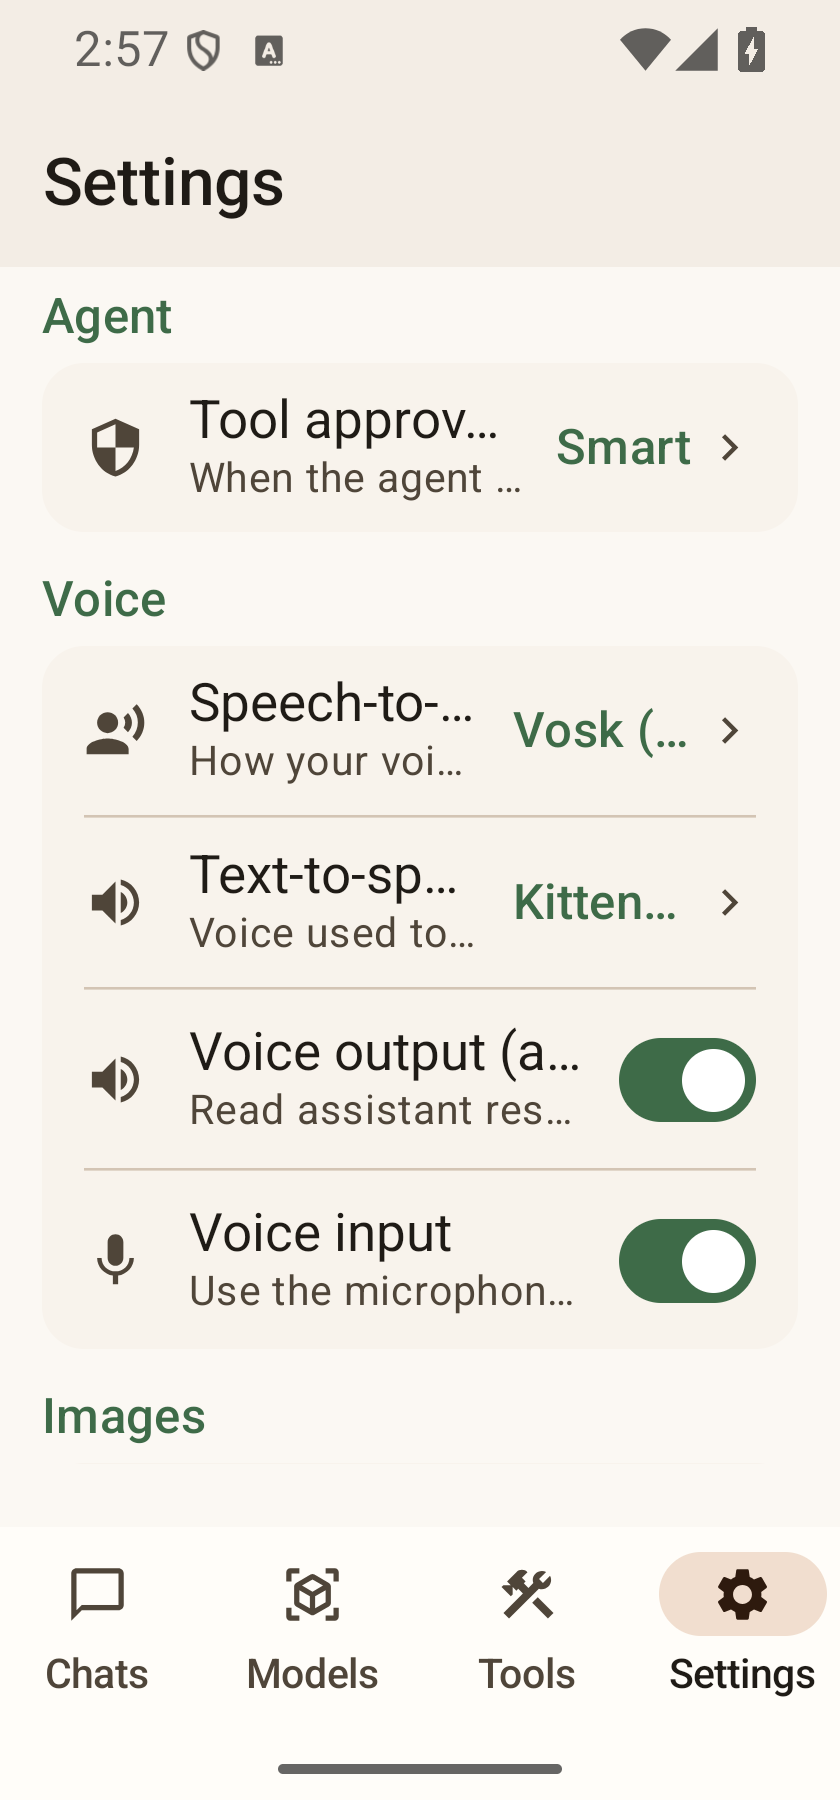 2:57
Settings
Agent
Tool approv…
When the agent …
Smart
Voice
Speech-to-…
How your voi…
Vosk (…
Text-to-sp…
Voice used to…
Kitten…
Voice output (a…
Read assistant res…
Voice input
Use the microphon…
Images
Chats
Models
Tools
Settings